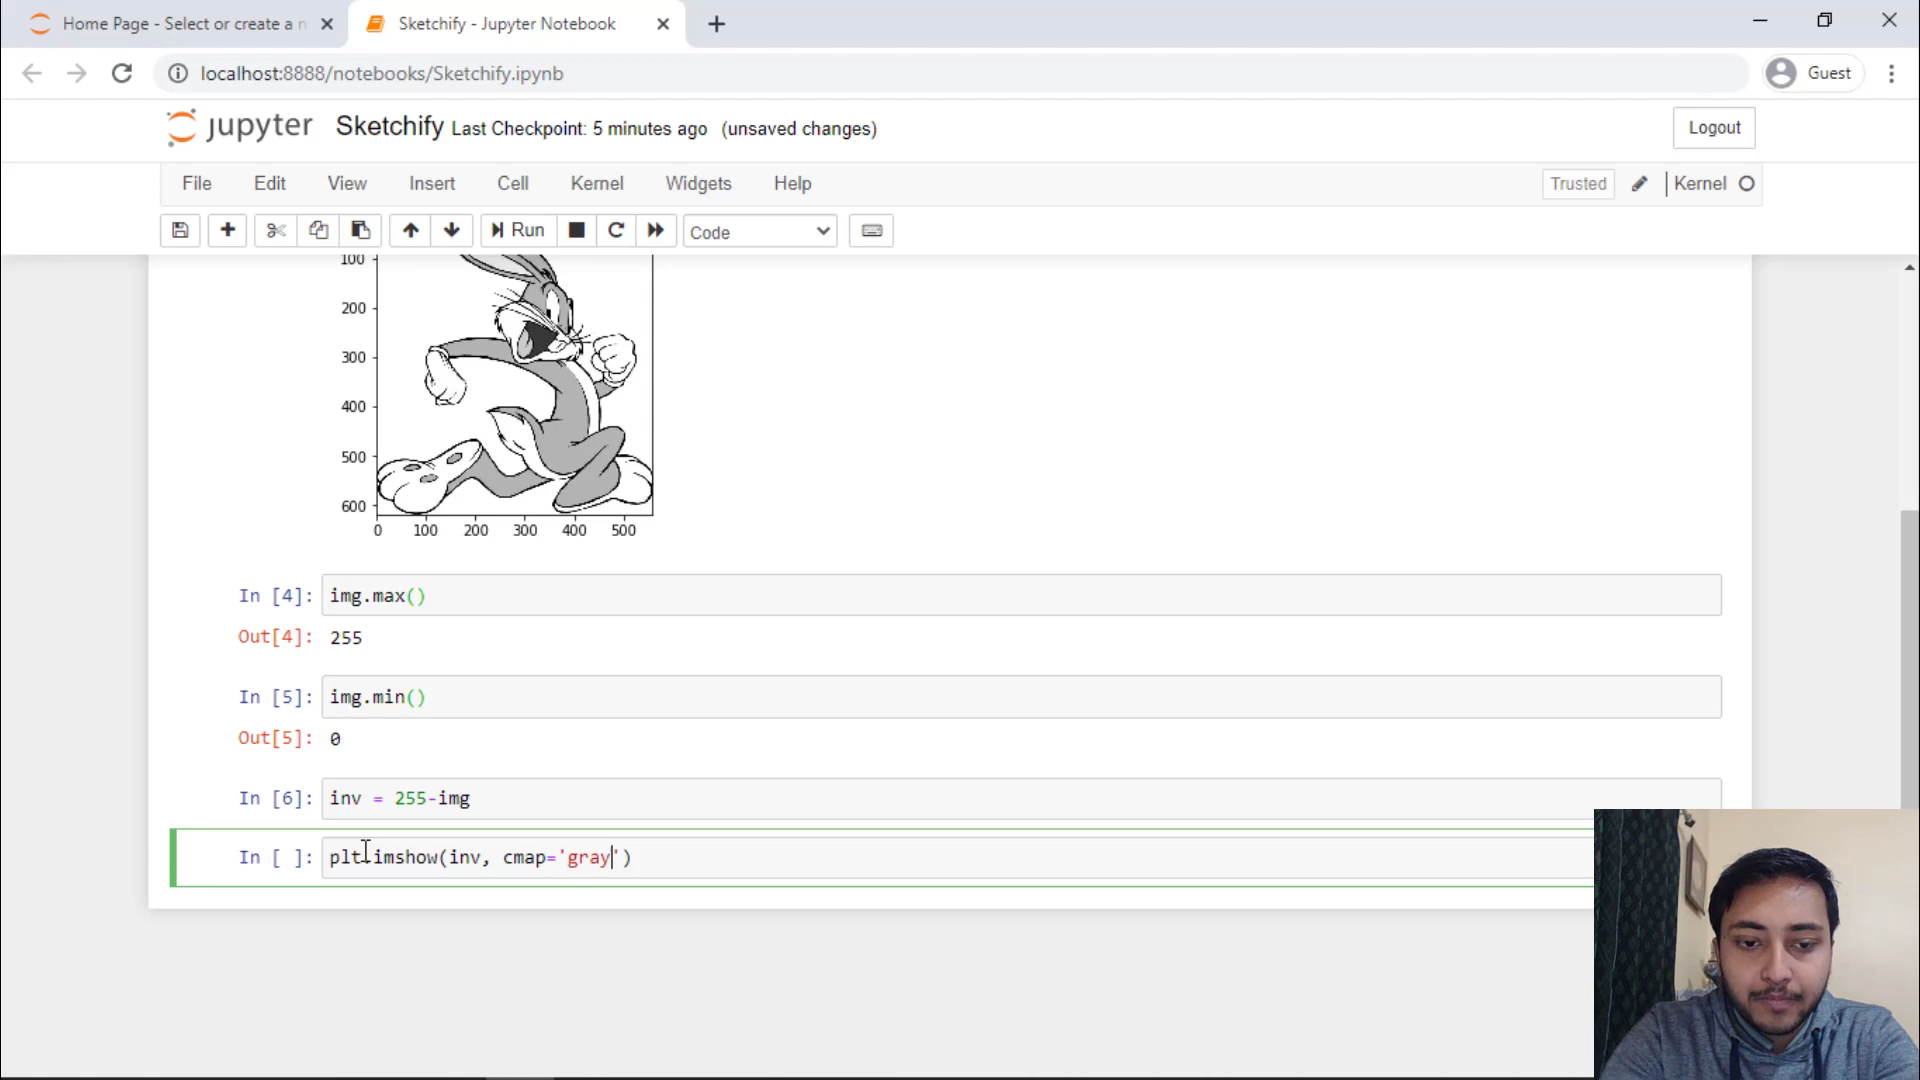 Home Page - Select or create a n
Sketchify - Jupyter Notebook
localhost:8888/notebooks/Sketchify.ipynb
Guest
jupyter Sketchify Last Checkpoint: 5 minutes ago (unsaved changes)
Logout
File Edit View Insert Cell Kernel Widgets Help
Trusted Kernel
Run Code
100
200
300
400
500
600
0 100 200 300 400 500
In [4]: img.max()
Out[4]: 255
In [5]: img.min()
Out[5]: 0
In [6]: inv = 255-img
In [ ]: plt.imshow(inv, cmap='gray')